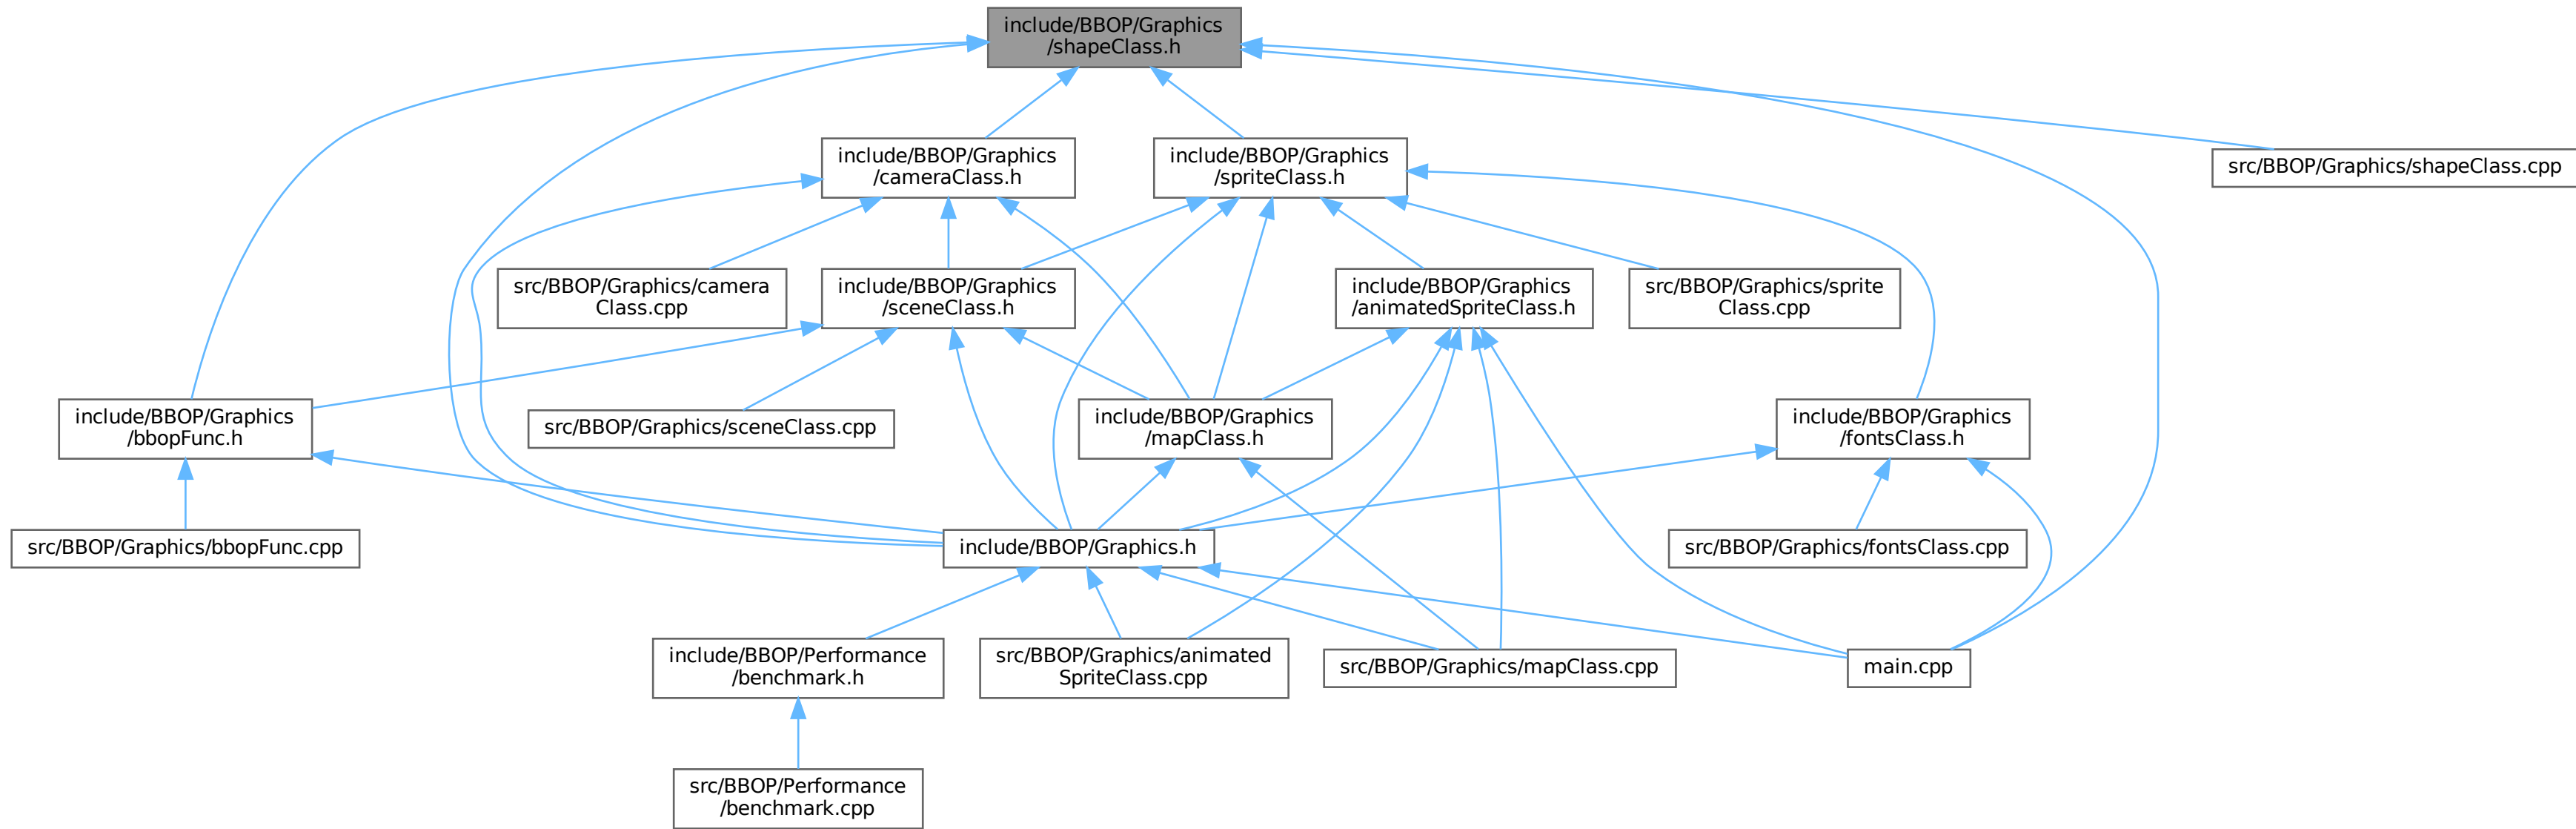 include/BBOP/Graphics
/shapeClass.h
include/BBOP/Graphics
/cameraClass.h
include/BBOP/Graphics
/spriteClass.h
src/BBOP/Graphics/shapeClass.cpp
src/BBOP/Graphics/camera
Class.cpp
include/BBOP/Graphics
/sceneClass.h
include/BBOP/Graphics
/animatedSpriteClass.h
src/BBOP/Graphics/sprite
Class.cpp
include/BBOP/Graphics
/bbopFunc.h
src/BBOP/Graphics/sceneClass.cpp
include/BBOP/Graphics
/mapClass.h
include/BBOP/Graphics
/fontsClass.h
src/BBOP/Graphics/bbopFunc.cpp
include/BBOP/Graphics.h
src/BBOP/Graphics/fontsClass.cpp
include/BBOP/Performance
/benchmark.h
src/BBOP/Graphics/animated
SpriteClass.cpp
src/BBOP/Graphics/mapClass.cpp
main.cpp
src/BBOP/Performance
/benchmark.cpp